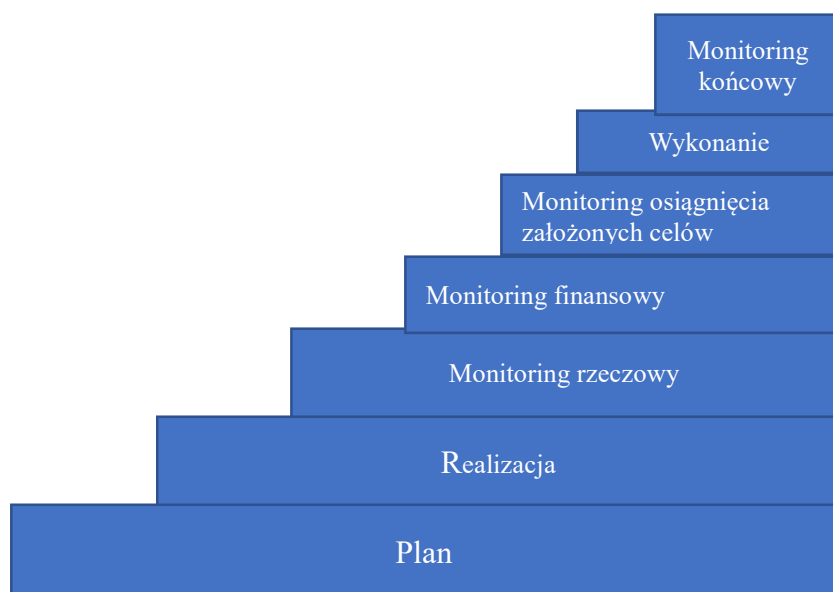 Monitoring
końcowy
Wykonanie
Monitoring osiągnięcia
założonych celów
Monitoring finansowy
Monitoring rzeczowy
Realizacja
Plan